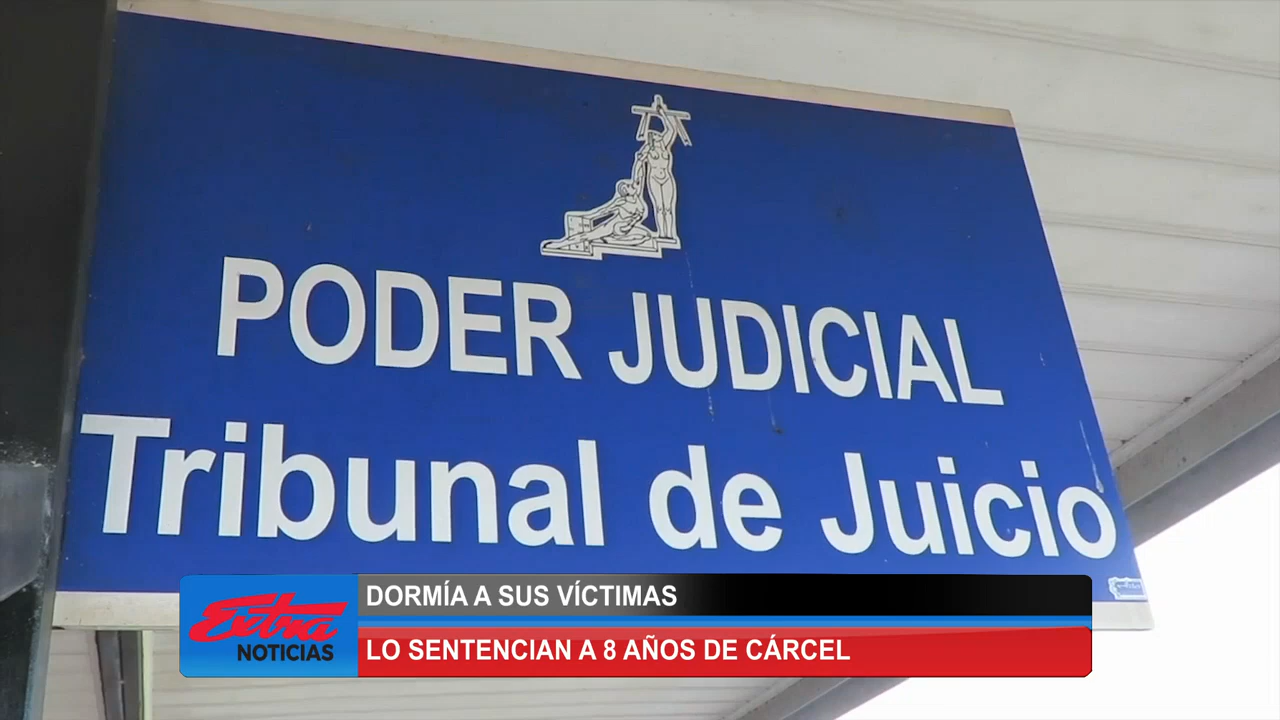 PODER JUDICIAL
Tribunal de Juicio
Extra
NOTICIAS
DORMÍA A SUS VÍCTIMAS
LO SENTENCIAN A 8 AÑOS DE CÁRCEL